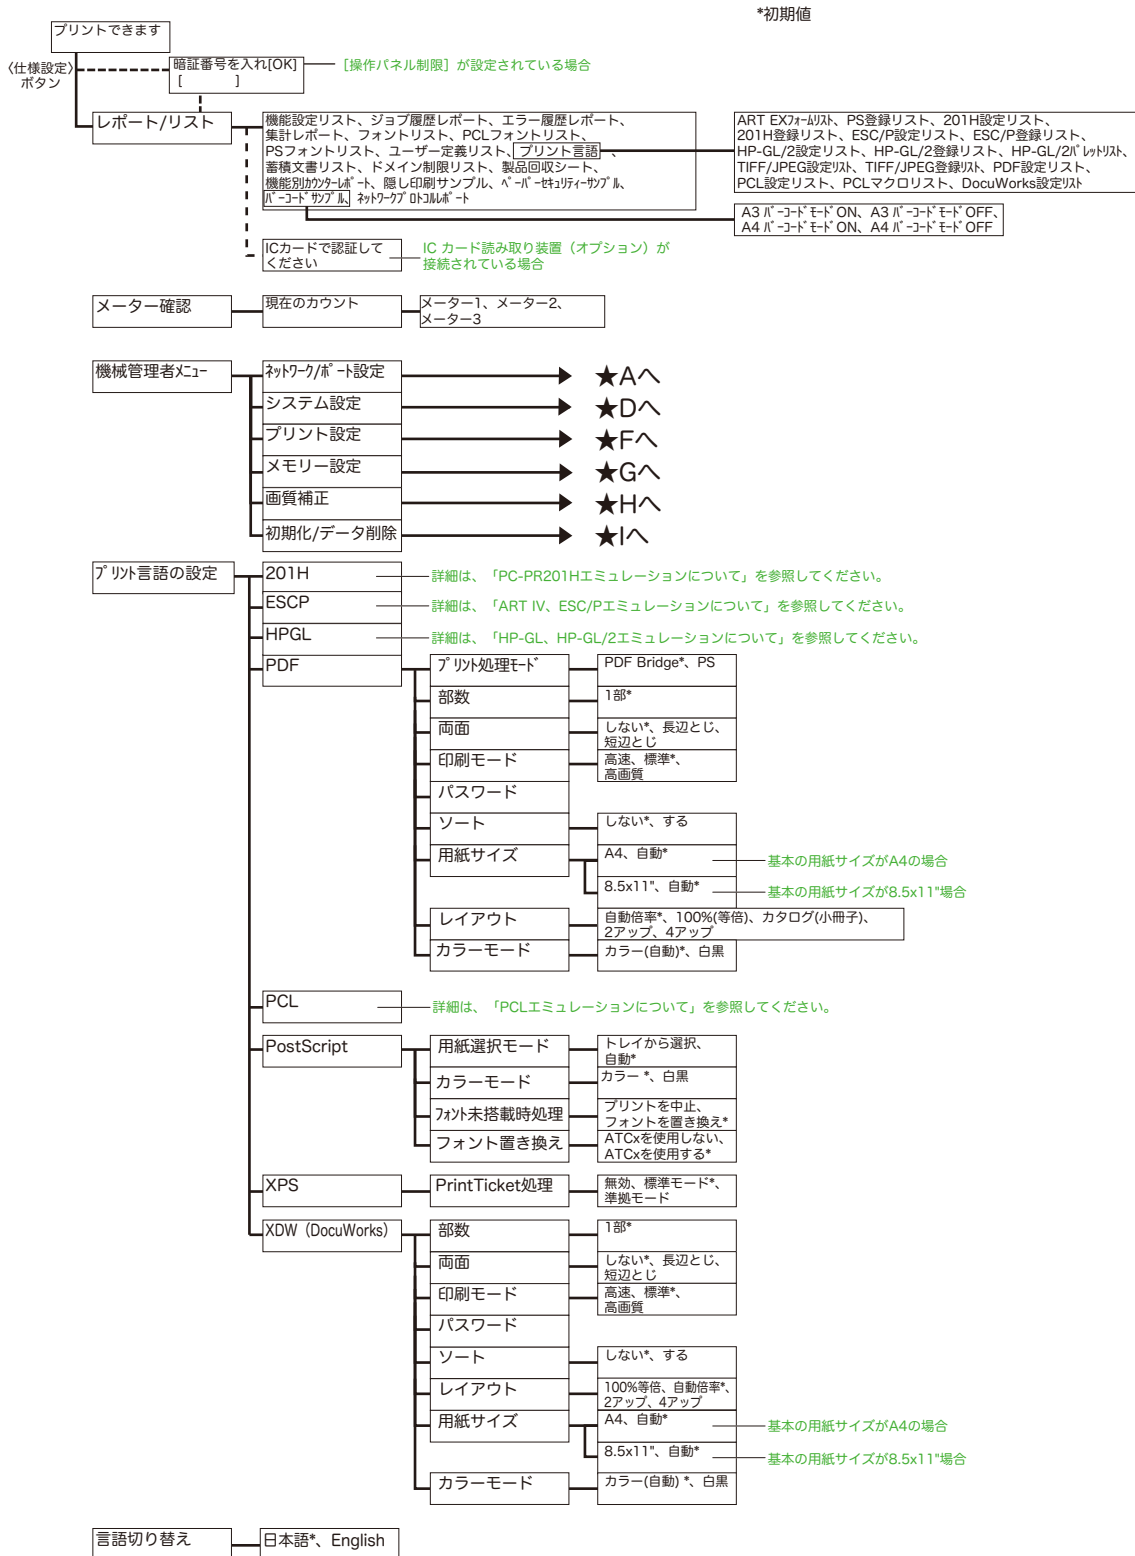 *初期値
プリントできます
〈仕様設定〉
ボタン
暗証番号を入れ[OK]
[　　　]
［操作パネル制限］が設定されている場合
レポート/リスト
機能設定リスト、ジョブ履歴レポート、エラー履歴レポート、
集計レポート、フォントリスト、PCLフォントリスト、
PSフォントリスト、ユーザー定義リスト、プリント言語、
蓄積文書リスト、ドメイン制限リスト、製品回収シート、
機能別ｶｳﾝﾀｰﾚﾎﾟｰﾄ、隠し印刷サンプル、ﾍﾟｰﾊﾟｰｾｷｭﾘﾃｨｰｻﾝﾌﾟﾙ、
ﾊﾞｰｺｰﾄﾞｻﾝﾌﾟﾙ、ﾈｯﾄﾜｰｸﾌﾟﾛﾄｺﾙﾚﾎﾟｰﾄ
ART EXﾌｫｰﾑﾘｽﾄ、PS登録リスト、201H設定リスト、
201H登録リスト、ESC/P設定リスト、ESC/P登録リスト、
HP-GL/2設定リスト、HP-GL/2登録リスト、HP-GL/2ﾊﾟﾚｯﾄﾘｽﾄ、
TIFF/JPEG設定ﾘｽﾄ、TIFF/JPEG登録ﾘｽﾄ、PDF設定リスト、
PCL設定リスト、PCLマクロリスト、DocuWorks設定ﾘｽﾄ
A3 ﾊﾞｰｺｰﾄﾞﾓｰﾄﾞON、A3 ﾊﾞｰｺｰﾄﾞﾓｰﾄﾞOFF、
A4 ﾊﾞｰｺｰﾄﾞﾓｰﾄﾞON、A4 ﾊﾞｰｺｰﾄﾞﾓｰﾄﾞOFF
ICカードで認証して
ください
IC カード読み取り装置（オプション）が
接続されている場合
メーター確認
現在のカウント
メーター1、メーター2、
メーター3
機械管理者ﾒﾆｭｰ
ﾈｯﾄﾜｰｸ/ﾎﾟｰﾄ設定
★Aへ
システム設定
★Dへ
プリント設定
★Fへ
メモリー設定
★Gへ
画質補正
★Hへ
初期化/データ削除
★Iへ
ﾌﾟﾘﾝﾄ言語の設定
201H
詳細は、「PC-PR201Hエミュレーションについて」を参照してください。
ESCP
詳細は、「ART IV、ESC/Pエミュレーションについて」を参照してください。
HPGL
詳細は、「HP-GL、HP-GL/2エミュレーションについて」を参照してください。
PDF
ﾌﾟﾘﾝﾄ処理ﾓｰﾄﾞ
PDF Bridge*、PS
部数
1部*
両面
しない*、長辺とじ、
短辺とじ
印刷モード
高速、標準*、
高画質
パスワード
ソート
しない*、する
用紙サイズ
A4、自動*
基本の用紙サイズがA4の場合
8.5x11"、自動*
基本の用紙サイズが8.5x11"場合
レイアウト
自動倍率*、100%(等倍)、カタログ(小冊子)、
2アップ、4アップ
カラーモード
カラー(自動)*、白黒
PCL
詳細は、「PCLエミュレーションについて」を参照してください。
PostScript
用紙選択モード
トレイから選択、
自動*
カラーモード
カラー *、白黒
ﾌｫﾝﾄ未搭載時処理
プリントを中止、
フォントを置き換え*
フォント置き換え
ATCxを使用しない、
ATCxを使用する*
XPS
PrintTicket処理
無効、標準モード*、
準拠モード
XDW（DocuWorks）
部数
1部*
両面
しない*、長辺とじ、
短辺とじ
印刷モード
高速、標準*、
高画質
パスワード
ソート
しない*、する
レイアウト
100%等倍、自動倍率*、
2アップ、4アップ
用紙サイズ
A4、自動*
基本の用紙サイズがA4の場合
8.5x11"、自動*
基本の用紙サイズが8.5x11"場合
カラーモード
カラー(自動) *、白黒
言語切り替え
日本語*、English